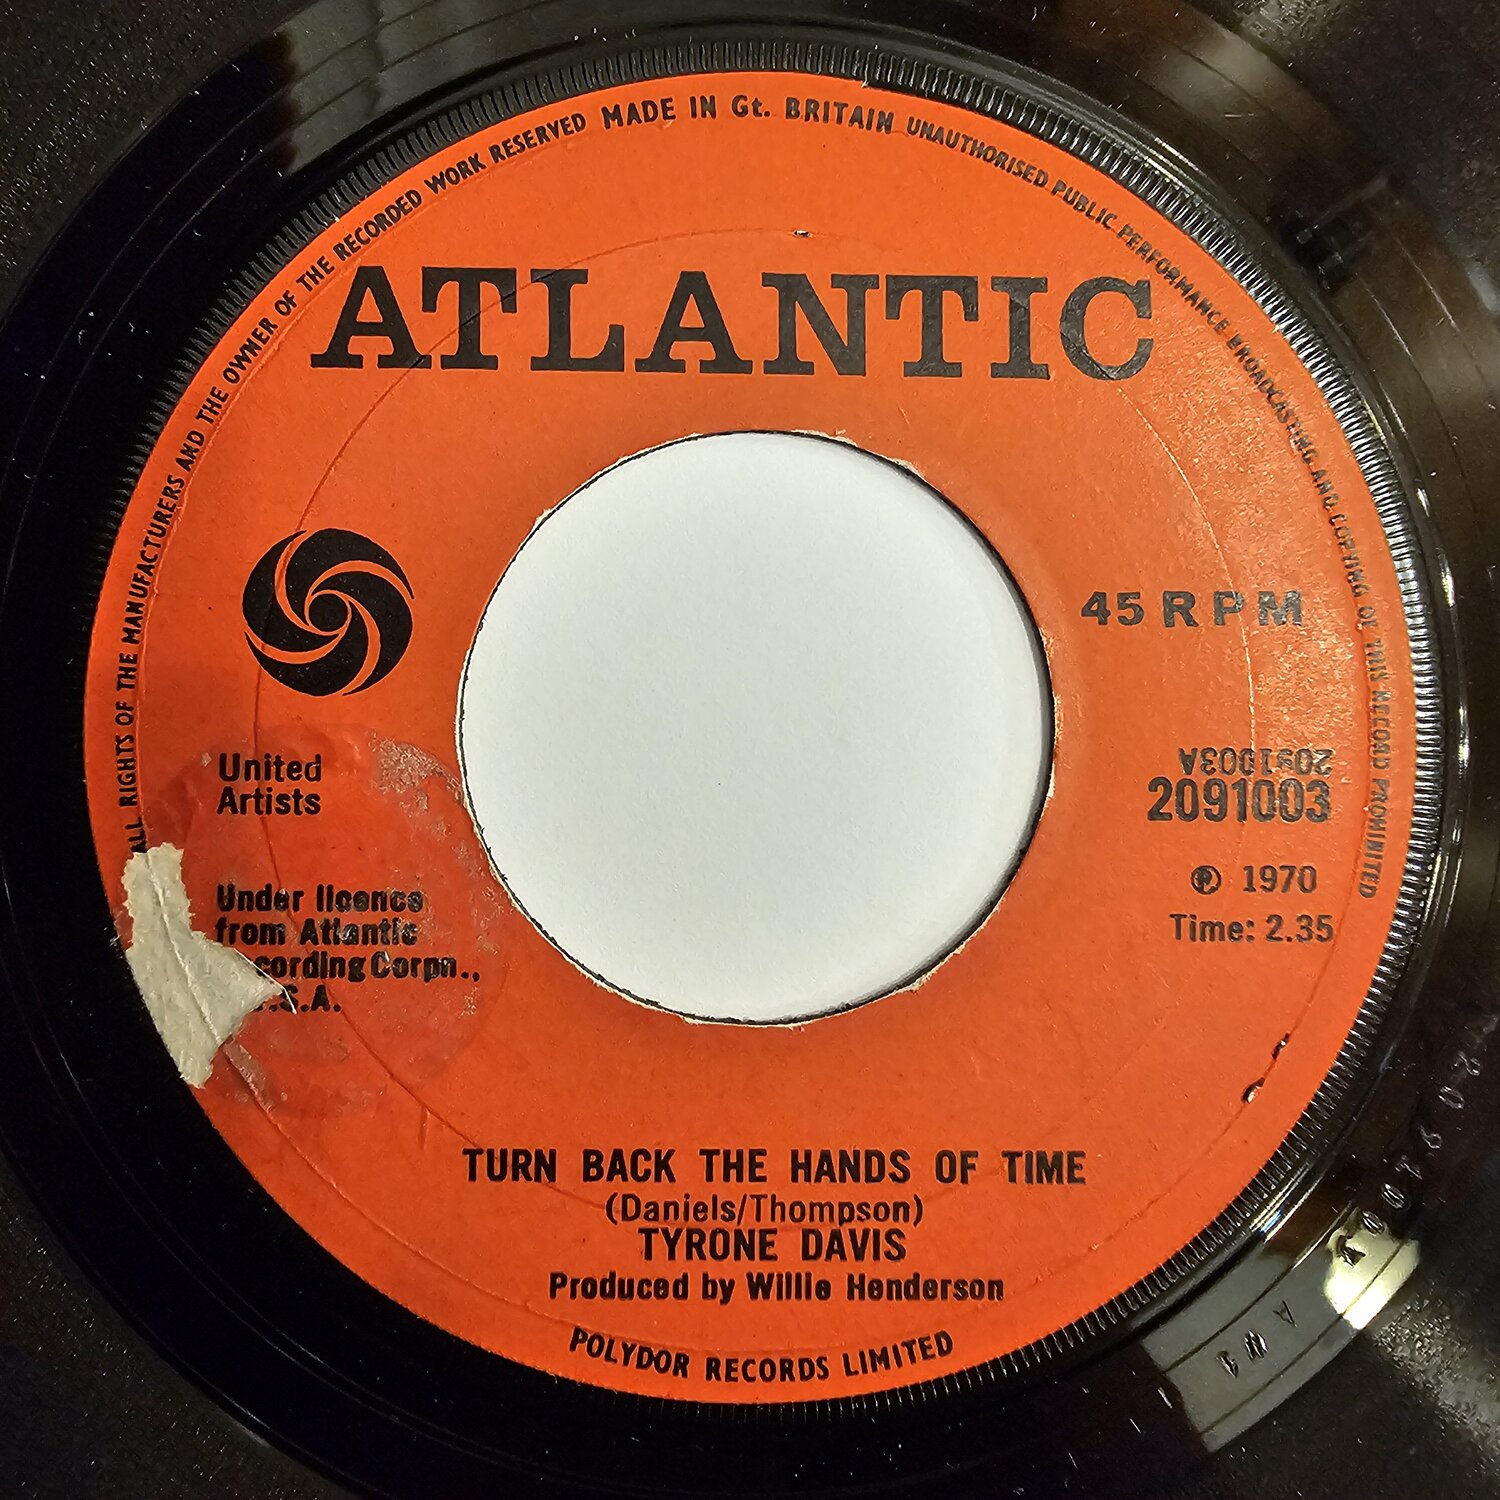 ALL RIGHTS OF THE MANUFACTURERS AND THE OWNER OF THE RECORDED WORK RESERVED MADE IN Gt. BRITAIN UNAUTHORISED PUBLIC PERFORMANCE BROADCASTING AND COPYING OF THIS RECORD PROHIBITED
ATLANTIC
45 RPM
United
Artists
2091003A
2091003
℗ 1970
Time: 2.35
Under licence
from Atlantic
cording Corpn.,
.S.A.
TURN BACK THE HANDS OF TIME
(Daniels/Thompson)
TYRONE DAVIS
Produced by Willie Henderson
POLYDOR RECORDS LIMITED